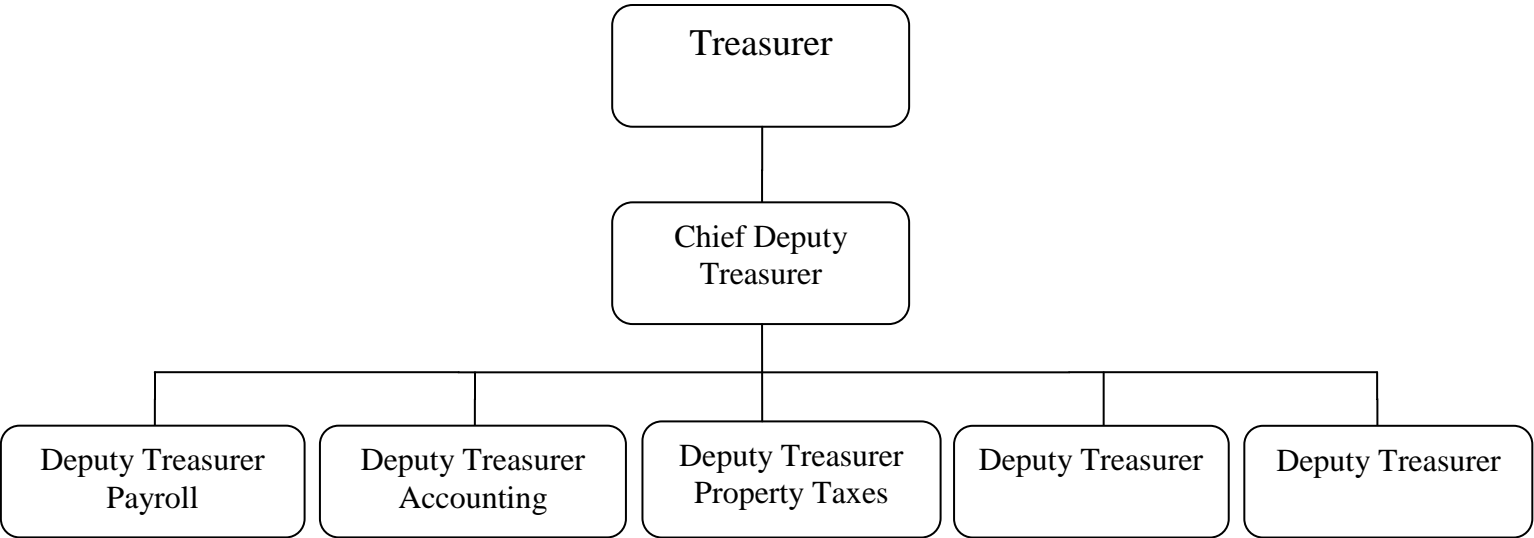 Treasurer
Chief Deputy
Treasurer
Deputy Treasurer
Payroll
Deputy Treasurer
Accounting
Deputy Treasurer
Property Taxes
Deputy Treasurer
Deputy Treasurer